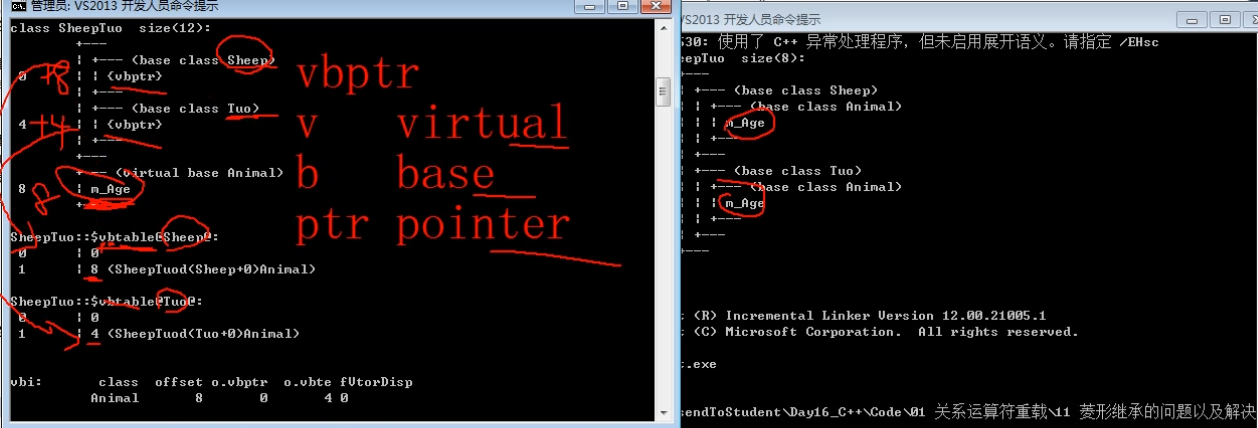 管理员: VS2013 开发人员命令提示
class SheepTuo size(12):
+---
| +--- (base class Sheep)
0 +8 | | {vbptr}
| +---
| +--- (base class Tuo)
4 +4 | | {vbptr}
| +---
+---
+--- (virtual base Animal)
8 | m_Age
+---
8
SheepTuo::$vbtable@Sheep@:
0 | 0
1 | 8 (SheepTuod(Sheep+0)Animal)
SheepTuo::$vbtable@Tuo@:
0 | 0
1 | 4 (SheepTuod(Tuo+0)Animal)
vbi: class offset o.vbptr o.vbte fVtorDisp
Animal 8 0 4 0
vbptr
v virtual
b base
ptr pointer
VS2013 开发人员命令提示
530: 使用了 C++ 异常处理程序，但未启用展开语义。请指定 /EHsc
eepTuo size(8):
+---
| +--- (base class Sheep)
| | +--- (base class Animal)
| | | m_Age
| | +---
| +---
| +--- (base class Tuo)
| | +--- (base class Animal)
| | | m_Age
| | +---
| +---
+---
t (R) Incremental Linker Version 12.00.21005.1
t (C) Microsoft Corporation. All rights reserved.
t.exe
sendToStudent\Day16_C++\Code\01 关系运算符重载\11 菱形继承的问题以及解决